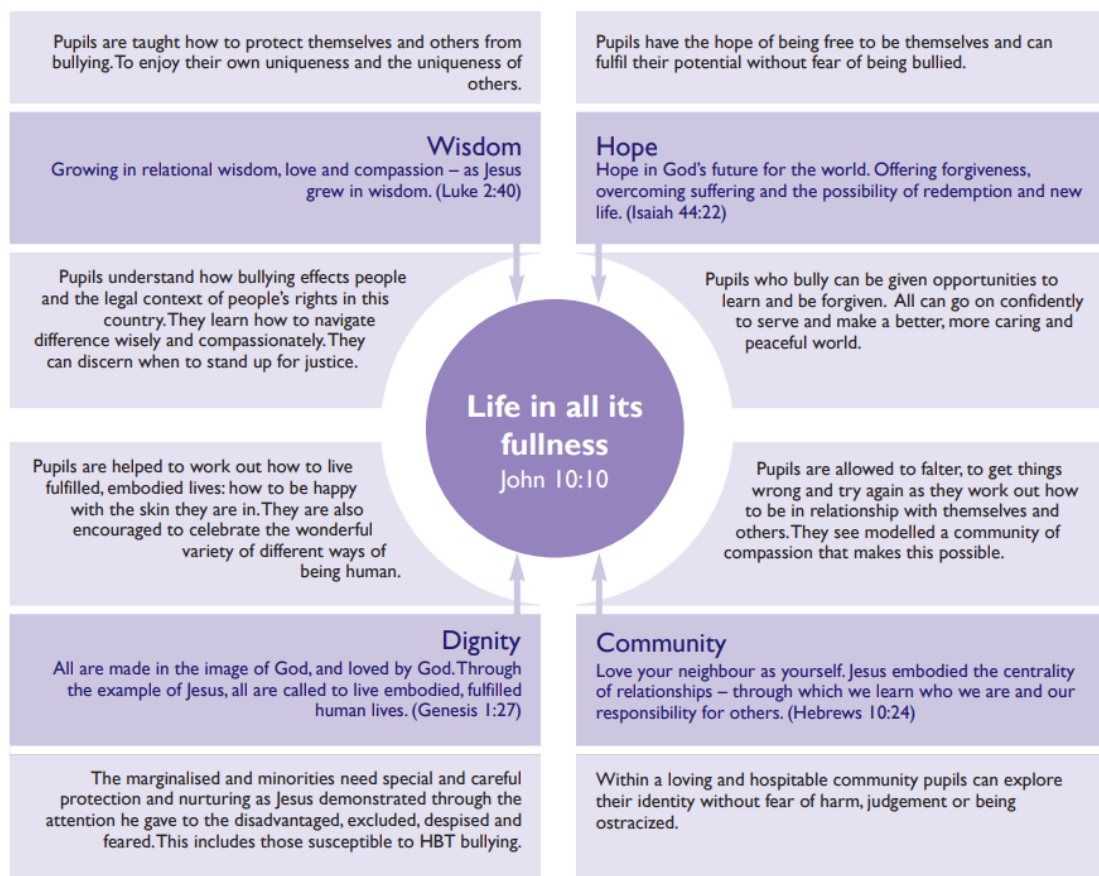 Pupils are taught how to protect themselves and others from
bullying. To enjoy their own uniqueness and the uniqueness of
others.
Wisdom
Growing in relational wisdom, love and compassion – as Jesus
grew in wisdom. (Luke 2:40)
Pupils understand how bullying effects people
and the legal context of people's rights in this
country. They learn how to navigate
difference wisely and compassionately. They
can discern when to stand up for justice.
Pupils have the hope of being free to be themselves and can
fulfil their potential without fear of being bullied.
Hope
Hope in God's future for the world. Offering forgiveness,
overcoming suffering and the possibility of redemption and new
life. (Isaiah 44:22)
Pupils who bully can be given opportunities to
learn and be forgiven. All can go on confidently
to serve and make a better, more caring and
peaceful world.
Life in all its
fullness
John 10:10
Pupils are helped to work out how to live
fulfilled, embodied lives: how to be happy
with the skin they are in. They are also
encouraged to celebrate the wonderful
variety of different ways of
being human.
Dignity
All are made in the image of God, and loved by God. Through
the example of Jesus, all are called to live embodied, fulfilled
human lives. (Genesis 1:27)
The marginalised and minorities need special and careful
protection and nurturing as Jesus demonstrated through the
attention he gave to the disadvantaged, excluded, despised and
feared. This includes those susceptible to HBT bullying.
Pupils are allowed to falter, to get things
wrong and try again as they work out how
to be in relationship with themselves and
others. They see modelled a community of
compassion that makes this possible.
Community
Love your neighbour as yourself. Jesus embodied the centrality
of relationships – through which we learn who we are and our
responsibility for others. (Hebrews 10:24)
Within a loving and hospitable community pupils can explore
their identity without fear of harm, judgement or being
ostracized.